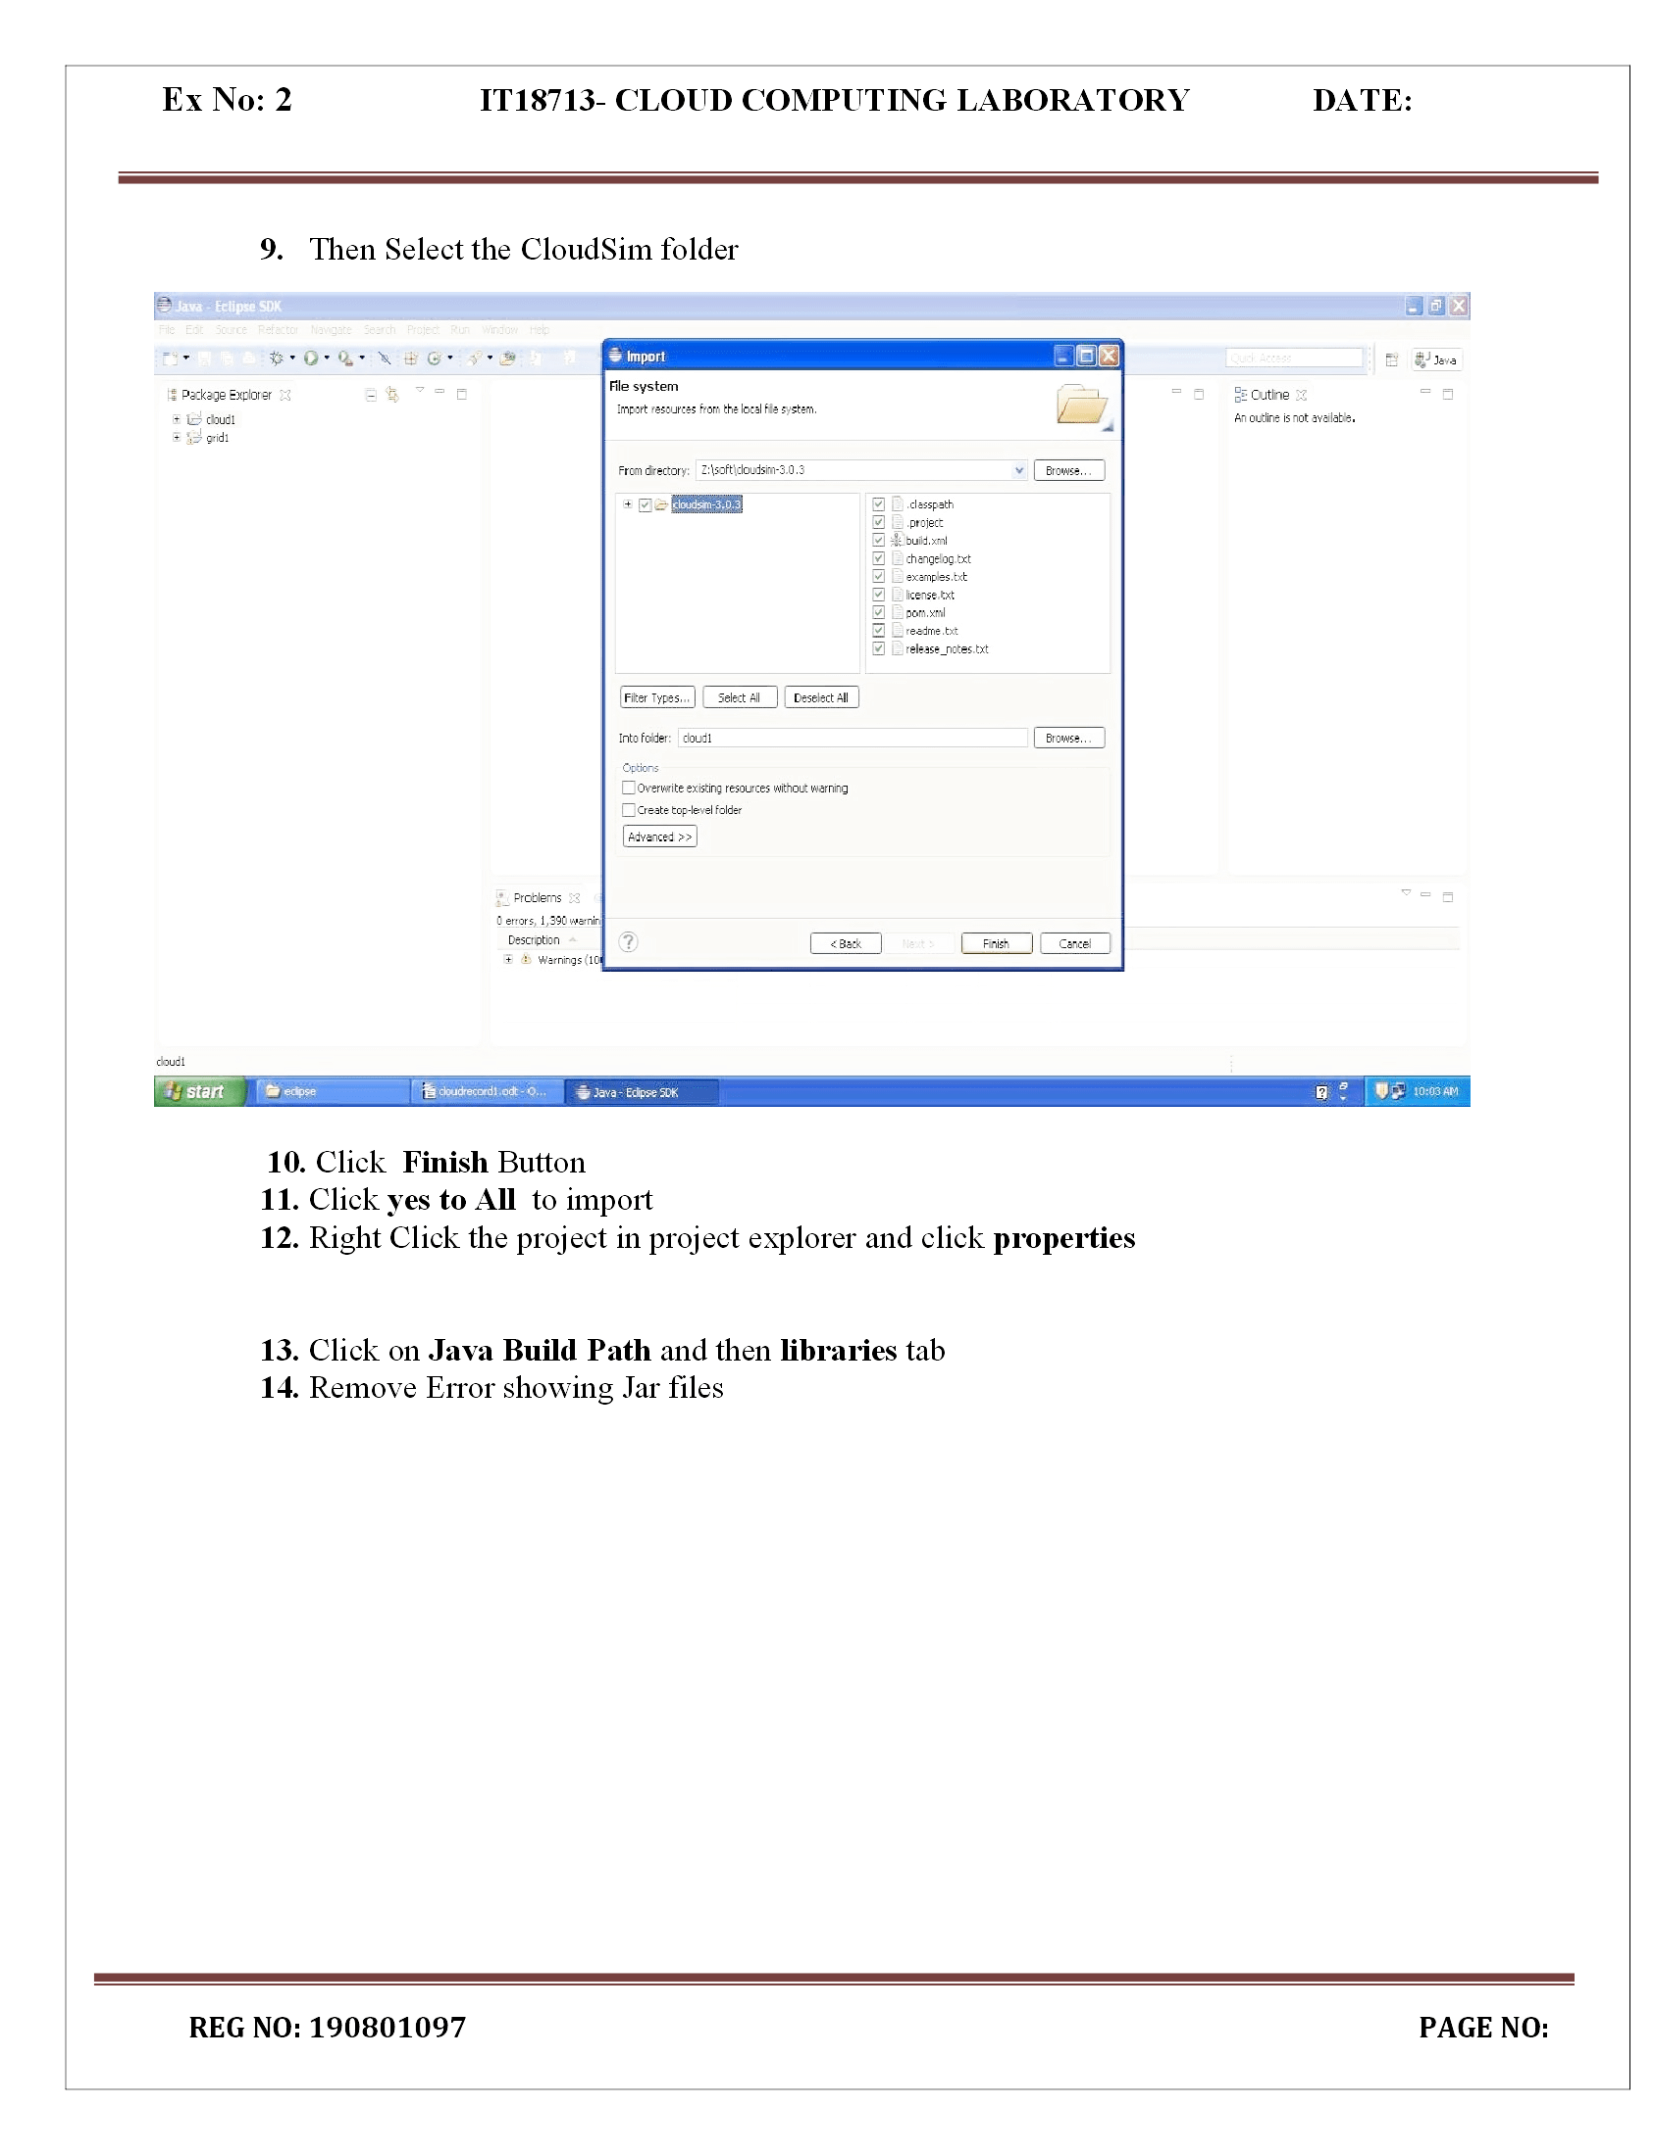 Ex No: 2 IT18713- CLOUD COMPUTING LABORATORY DATE:
9. Then Select the CloudSim folder
Java - Eclipse SDK
File Edit Source Refactor Navigate Search Project Run Window Help
Quick Access
Java
Package Explorer
cloud1
grid1
Import
File system
Import resources from the local file system.
From directory: Z:\soft\cloudsim-3.0.3 Browse...
cloudsim-3.0.3
.classpath
.project
build.xml
changelog.txt
examples.txt
license.txt
pom.xml
readme.txt
release_notes.txt
Filter Types... Select All Deselect All
Into folder: cloud1 Browse...
Options
Overwrite existing resources without warning
Create top-level folder
Advanced >>
? < Back Next > Finish Cancel
Outline
An outline is not available.
Problems
0 errors, 1,390 warnin
Description
Warnings (10
cloud1
start eclipse cloudrecord1.odt - O... Java - Eclipse SDK 10:03 AM
10. Click Finish Button
11. Click yes to All to import
12. Right Click the project in project explorer and click properties
13. Click on Java Build Path and then libraries tab
14. Remove Error showing Jar files
REG NO: 190801097 PAGE NO: